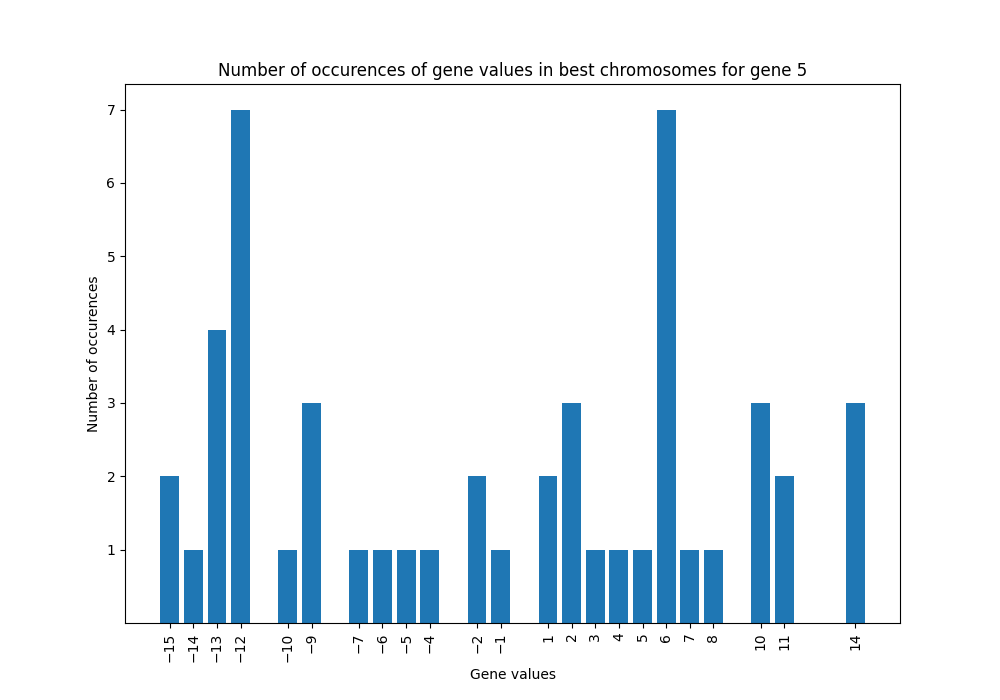 Number of occurences of gene values in best chromosomes for gene 5
Number of occurences
7
6
5
4
3
2
1
−15 −14 −13 −12 −10 −9 −7 −6 −5 −4 −2 −1 1 2 3 4 5 6 7 8 10 11 14
Gene values